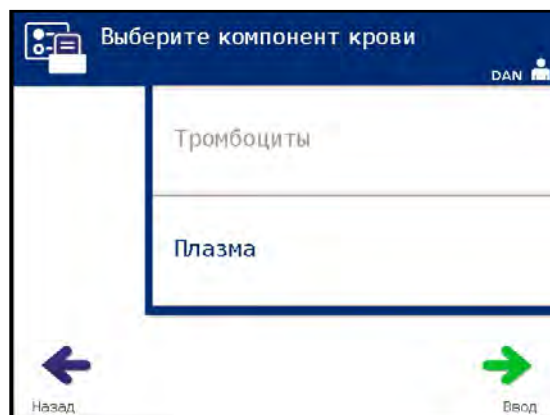 Выберите компонент крови
DAN
Тромбоциты
Плазма
Назад
Ввод